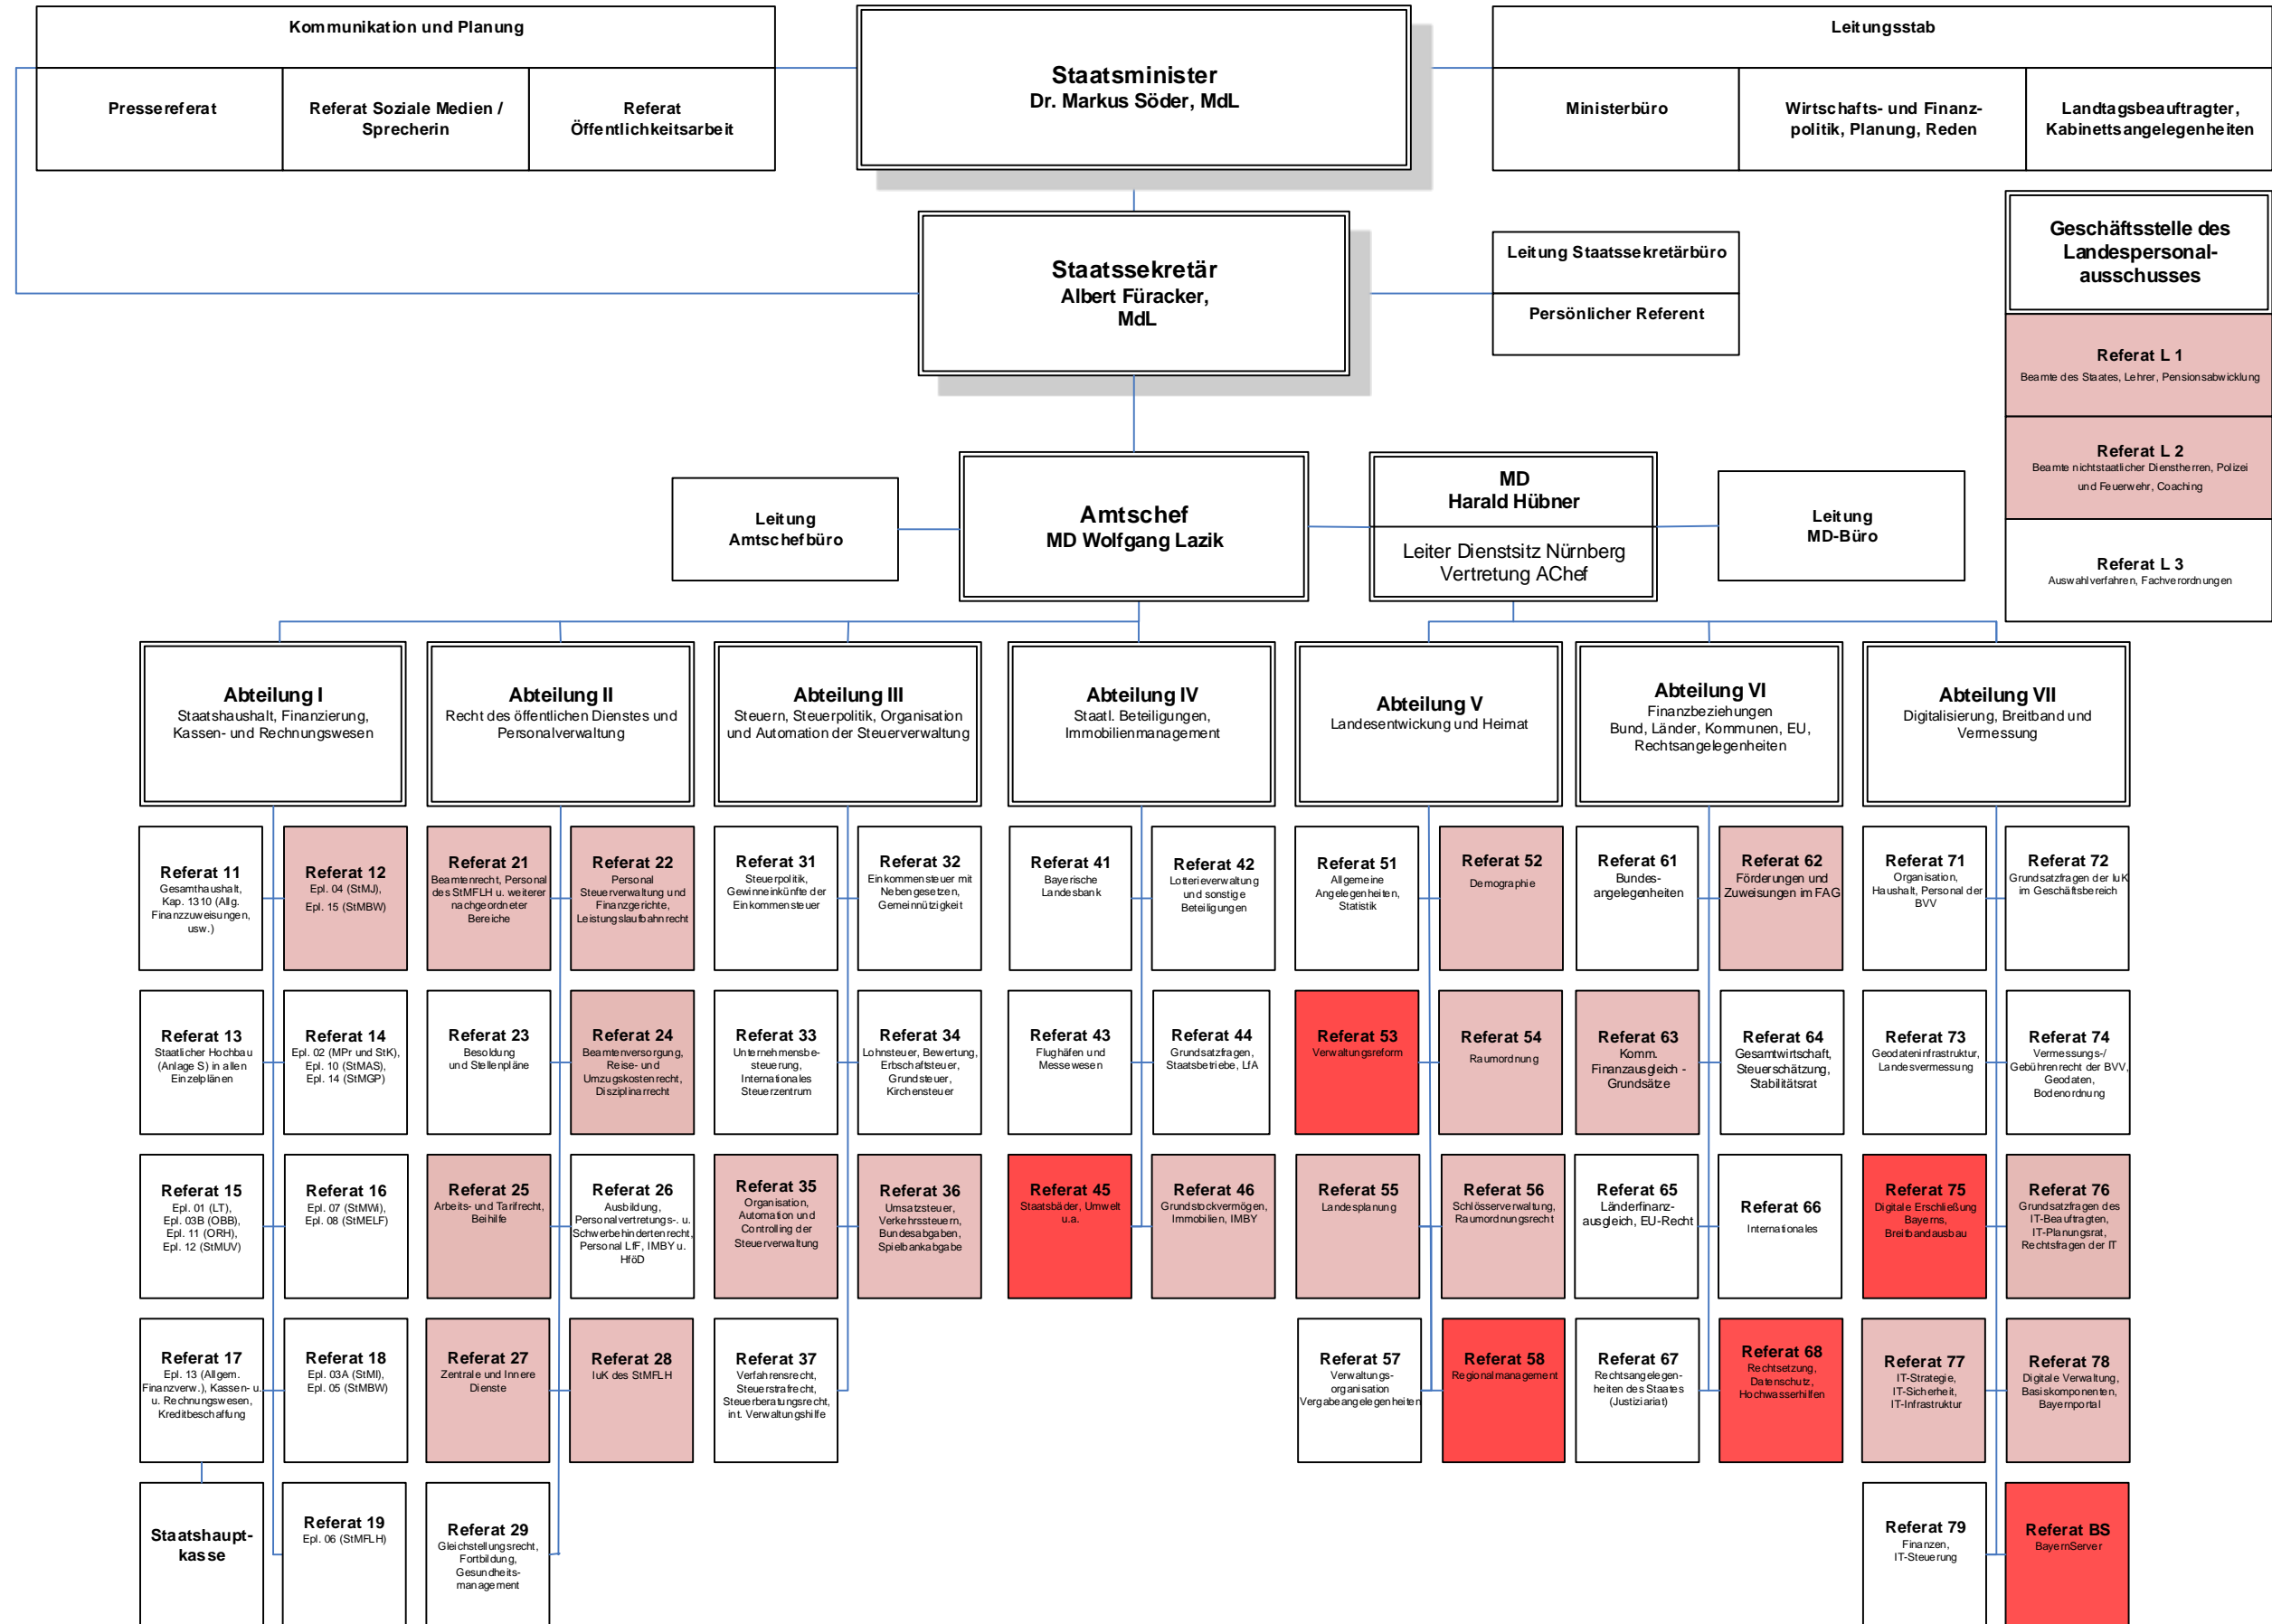 Kommunikation und Planung
Pressereferat
Referat Soziale Medien /
Sprecherin
Referat
Öffentlichkeitsarbeit
Staatsminister
Dr. Markus Söder, MdL
Leitungsstab
Ministerbüro
Wirtschafts- und Finanz-
politik, Planung, Reden
Landtagsbeauftragter,
Kabinettsangelegenheiten
Staatssekretär
Albert Füracker,
MdL
Leitung Staatssekretärbüro
Persönlicher Referent
Geschäftsstelle des
Landespersonal-
ausschusses
Referat L 1
Beamte des Staates, Lehrer, Pensionsabwicklung
Referat L 2
Beamte nichtstaatlicher Dienstherren, Polizei
und Feuerwehr, Coaching
Referat L 3
Auswahlverfahren, Fachverordnungen
Leitung
Amtschefbüro
Amtschef
MD Wolfgang Lazik
MD
Harald Hübner
Leiter Dienstsitz Nürnberg
Vertretung AChef
Leitung
MD-Büro
Abteilung I
Staatshaushalt, Finanzierung,
Kassen- und Rechnungswesen
Abteilung II
Recht des öffentlichen Dienstes und
Personalverwaltung
Abteilung III
Steuern, Steuerpolitik, Organisation
und Automation der Steuerverwaltung
Abteilung IV
Staatl. Beteiligungen,
Immobilienmanagement
Abteilung V
Landesentwickung und Heimat
Abteilung VI
Finanzbeziehungen
Bund, Länder, Kommunen, EU,
Rechtsangelegenheiten
Abteilung VII
Digitalisierung, Breitband und
Vermessung
Referat 11
Gesamthaushalt,
Kap. 1310 (Allg.
Finanzzuweisungen,
usw.)
Referat 12
Epl. 04 (StMJ),
Epl. 15 (StMBW)
Referat 21
Beamtenrecht, Personal
des StMFLH u. weiterer
nachgeordneter
Bereiche
Referat 22
Personal
Steuerverwaltung und
Finanzgerichte,
Leistungslaufbahnrecht
Referat 31
Steuerpolitik,
Gewinneinkünfte der
Einkommensteuer
Referat 32
Einkommensteuer mit
Nebengesetzen,
Gemeinnützigkeit
Referat 41
Bayerische
Landesbank
Referat 42
Lotterieverwaltung
und sonstige
Beteiligungen
Referat 51
Allgemeine
Angelegenheiten,
Statistik
Referat 52
Demographie
Referat 61
Bundes-
angelegenheiten
Referat 62
Förderungen und
Zuweisungen im FAG
Referat 71
Organisation,
Haushalt, Personal der
BVV
Referat 72
Grundsatzfragen der IuK
im Geschäftsbereich
Referat 13
Staatlicher Hochbau
(Anlage S) in allen
Einzelplänen
Referat 14
Epl. 02 (MPr und StK),
Epl. 10 (StMAS),
Epl. 14 (StMGP)
Referat 23
Besoldung
und Stellenpläne
Referat 24
Beamtenversorgung,
Reise- und
Umzugskostenrecht,
Disziplinarrecht
Referat 33
Unternehmensbe-
steuerung,
Internationales
Steuerzentrum
Referat 34
Lohnsteuer, Bewertung,
Erbschaftsteuer,
Grundsteuer,
Kirchensteuer
Referat 43
Flughäfen und
Messewesen
Referat 44
Grundsatzfragen,
Staatsbetriebe, LfA
Referat 53
Verwaltungsreform
Referat 54
Raumordnung
Referat 63
Komm.
Finanzausgleich -
Grundsätze
Referat 64
Gesamtwirtschaft,
Steuerschätzung,
Stabilitätsrat
Referat 73
Geodateninfrastruktur,
Landesvermessung
Referat 74
Vermessungs-/
Gebührenrecht der BVV,
Geodaten,
Bodenordnung
Referat 15
Epl. 01 (LT),
Epl. 03B (OBB),
Epl. 11 (ORH),
Epl. 12 (StMUV)
Referat 16
Epl. 07 (StMWi),
Epl. 08 (StMELF)
Referat 25
Arbeits- und Tarifrecht,
Beihilfe
Referat 26
Ausbildung,
Personalvertretungs-. u.
Schwerbehindertenrecht,
Personal LfF, IMBY u.
HföD
Referat 35
Organisation,
Automation und
Controlling der
Steuerverwaltung
Referat 36
Umsatzsteuer,
Verkehrssteuern,
Bundesabgaben,
Spielbankabgabe
Referat 45
Staatsbäder, Umwelt
u.a.
Referat 46
Grundstockvermögen,
Immobilien, IMBY
Referat 55
Landesplanung
Referat 56
Schlösserverwaltung,
Raumordnungsrecht
Referat 65
Länderfinanz-
ausgleich, EU-Recht
Referat 66
Internationales
Referat 75
Digitale Erschließung
Bayerns,
Breitbandausbau
Referat 76
Grundsatzfragen des
IT-Beauftragten,
IT-Planungsrat,
Rechtsfragen der IT
Referat 17
Epl. 13 (Allgem.
Finanzverw.), Kassen- u.
u. Rechnungswesen,
Kreditbeschaffung
Referat 18
Epl. 03A (StMI),
Epl. 05 (StMBW)
Referat 27
Zentrale und Innere
Dienste
Referat 28
IuK des StMFLH
Referat 37
Verfahrensrecht,
Steuerstrafrecht,
Steuerberatungsrecht,
int. Verwaltungshilfe
Referat 57
Verwaltungs-
organisation
Vergabeangelegenheiten
Referat 58
Regionalmanagement
Referat 67
Rechtsangelegen-
heiten des Staates
(Justiziariat)
Referat 68
Rechtsetzung,
Datenschutz,
Hochwasserhilfen
Referat 77
IT-Strategie,
IT-Sicherheit,
IT-Infrastruktur
Referat 78
Digitale Verwaltung,
Basiskomponenten,
Bayernportal
Staatshaupt-
kasse
Referat 19
Epl. 06 (StMFLH)
Referat 29
Gleichstellungsrecht,
Fortbildung,
Gesundheits-
management
Referat 79
Finanzen,
IT-Steuerung
Referat BS
BayernServer